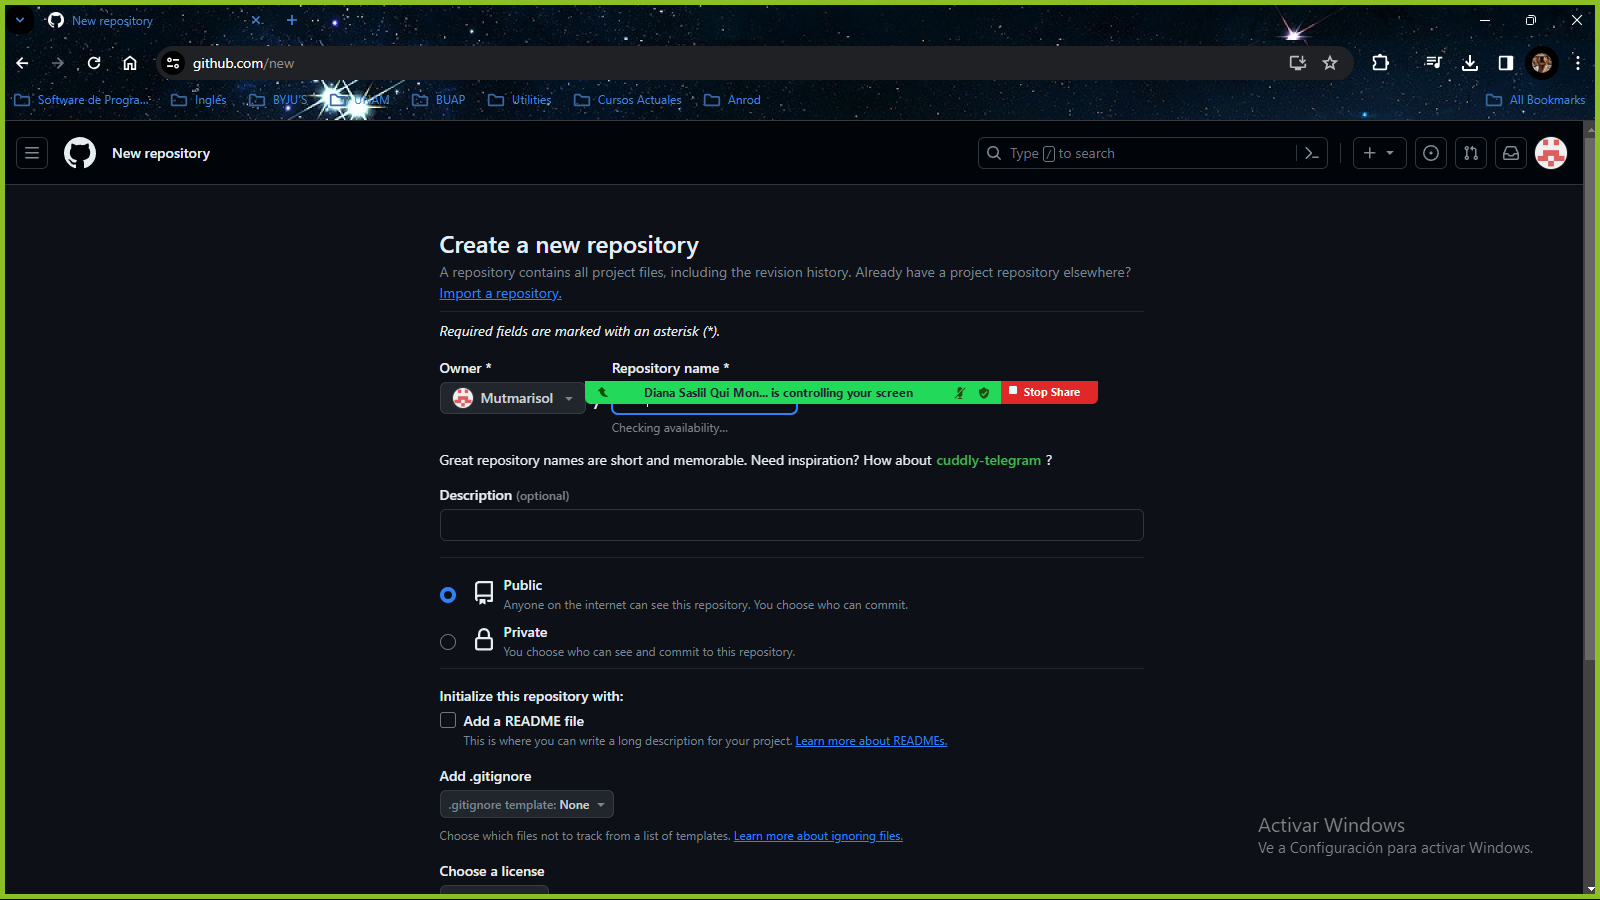 New repository
github.com/new
Software de Progra... Inglés BYJU'S UNAM BUAP Utilities Cursos Actuales Anrod All Bookmarks
New repository Type / to search
Create a new repository
A repository contains all project files, including the revision history. Already have a project repository elsewhere?
Import a repository.
Required fields are marked with an asterisk (*).
Owner * Repository name *
Diana Saslil Qui Mon... is controlling your screen Stop Share
Mutmarisol /
Checking availability...
Great repository names are short and memorable. Need inspiration? How about cuddly-telegram ?
Description (optional)
Public
Anyone on the internet can see this repository. You choose who can commit.
Private
You choose who can see and commit to this repository.
Initialize this repository with:
Add a README file
This is where you can write a long description for your project. Learn more about READMEs.
Add .gitignore
.gitignore template: None
Choose which files not to track from a list of templates. Learn more about ignoring files.
Choose a license
Activar Windows
Ve a Configuración para activar Windows.